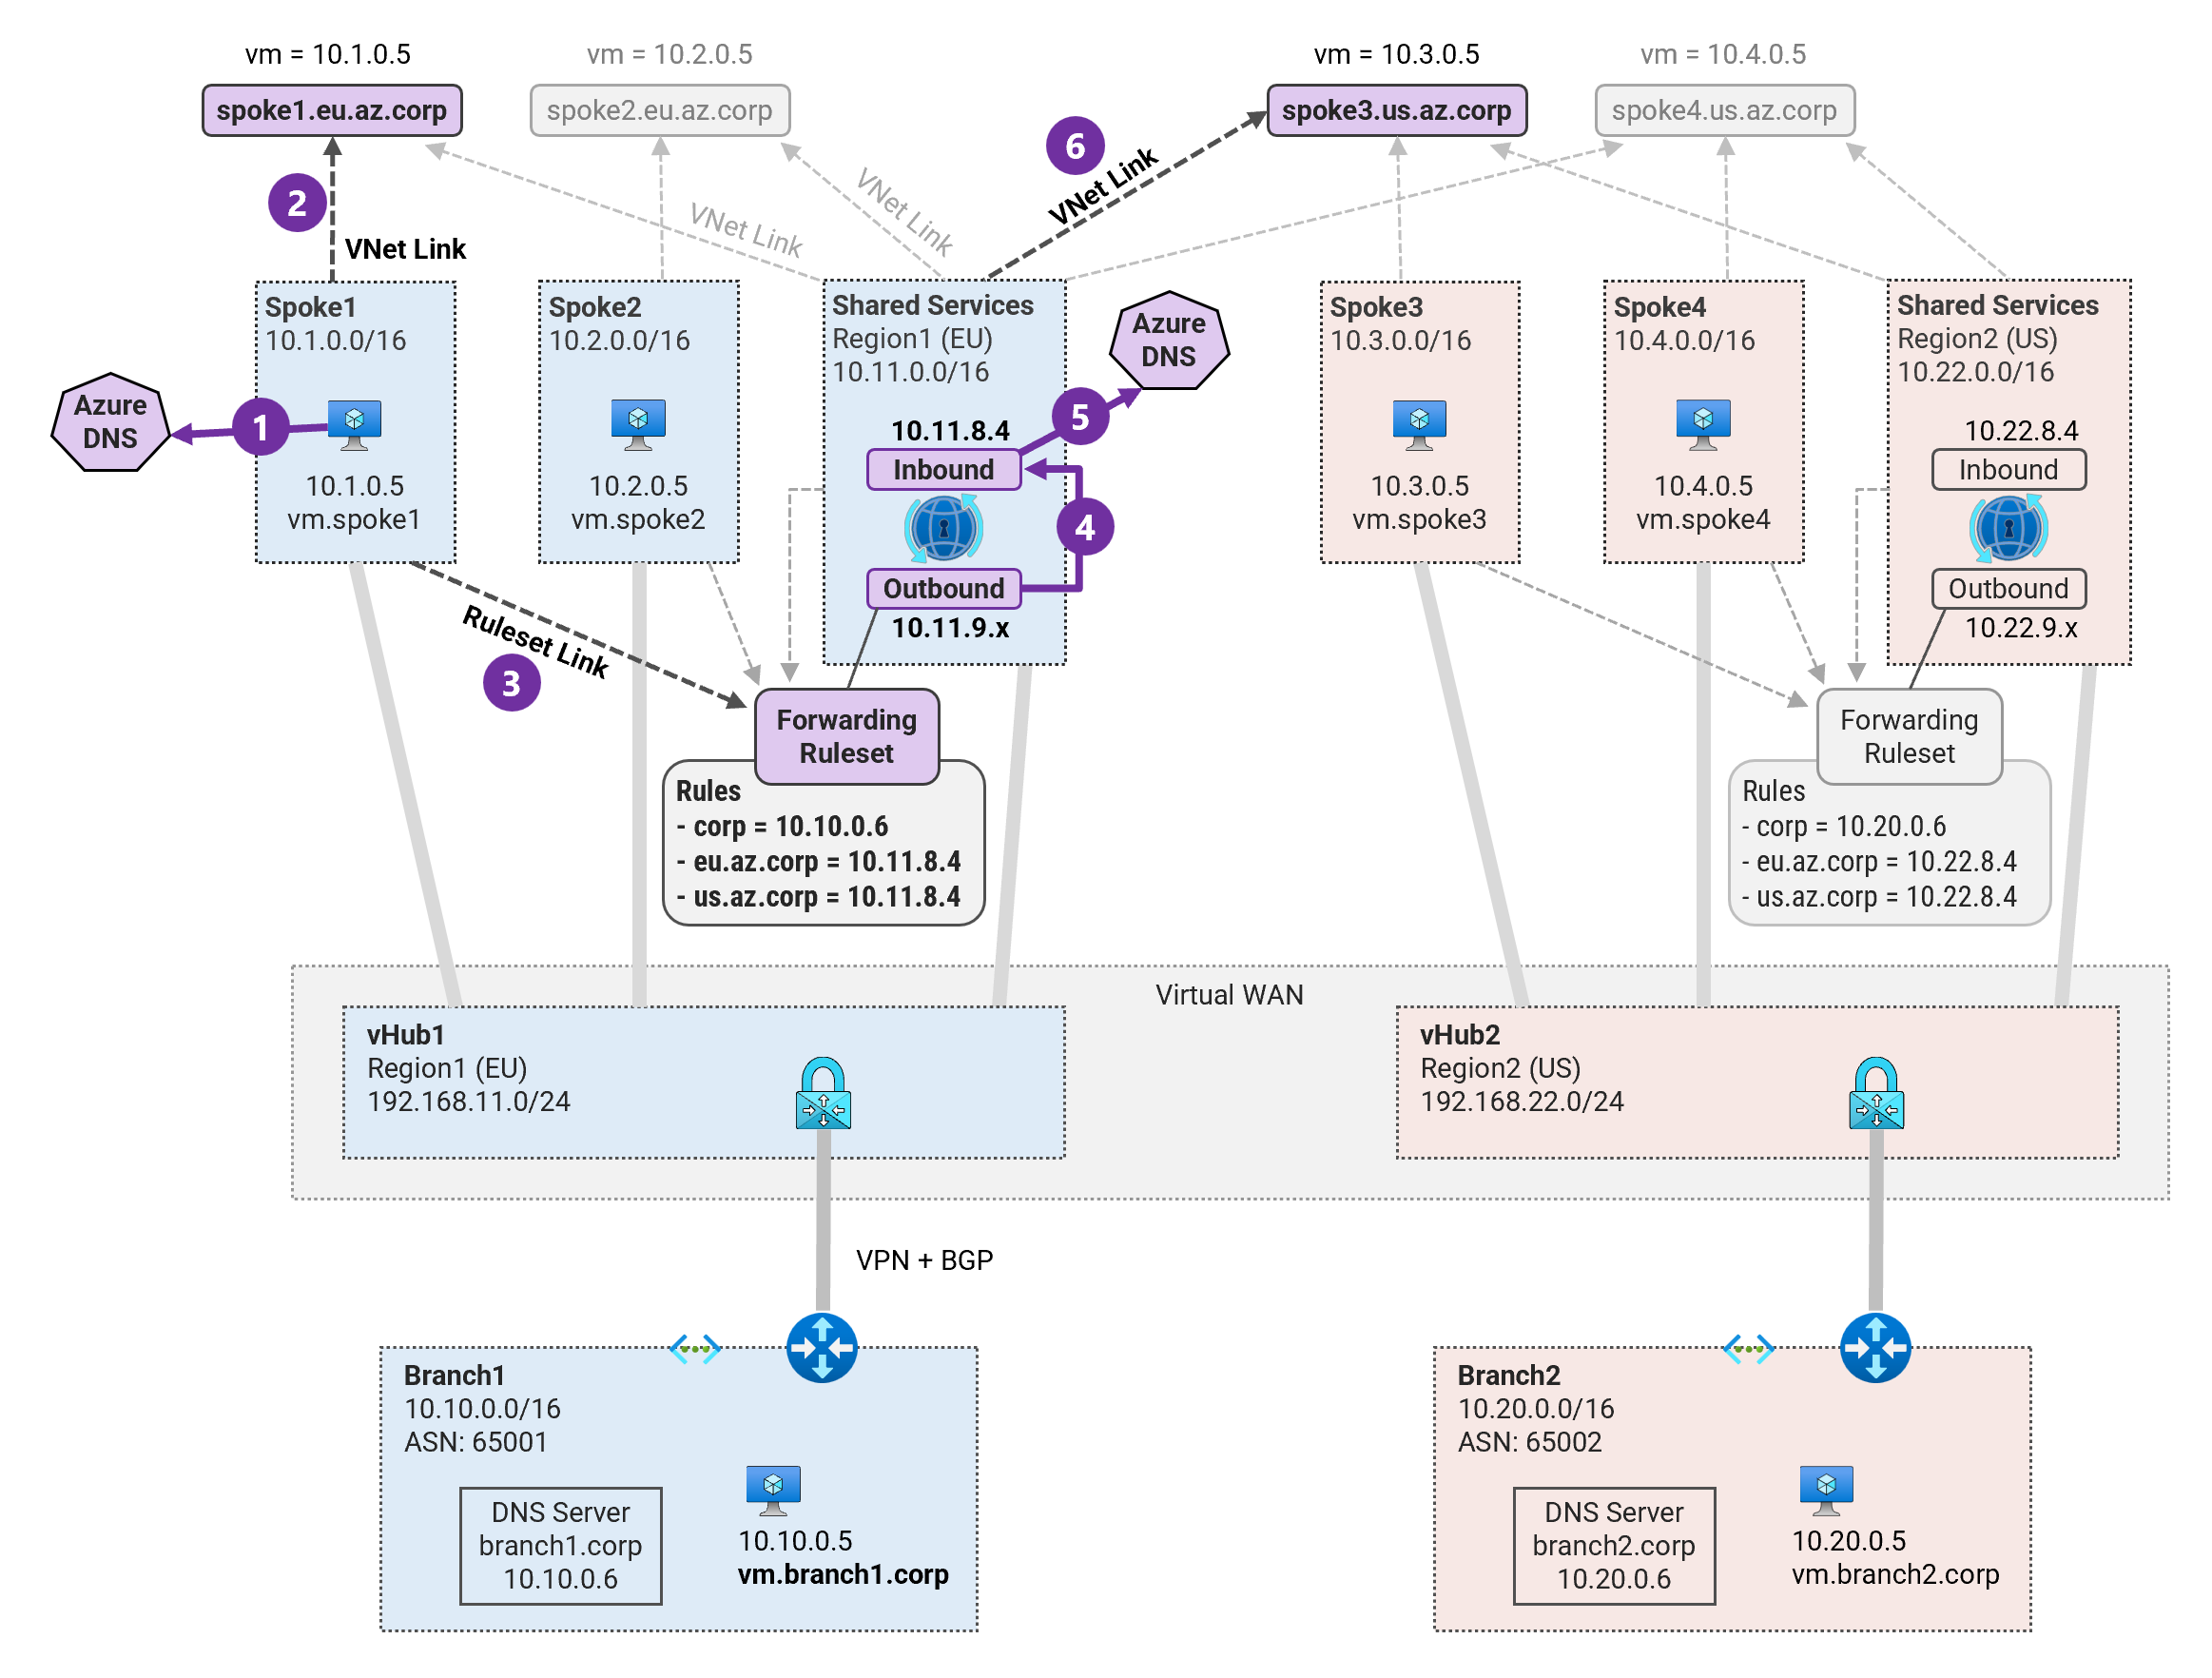 vm = 10.1.0.5
vm = 10.2.0.5
vm = 10.3.0.5
vm = 10.4.0.5
spoke1.eu.az.corp
spoke2.eu.az.corp
spoke3.us.az.corp
spoke4.us.az.corp
6
2
VNet Link
VNet Link
VNet Link
VNet Link
Spoke1
10.1.0.0/16
10.1.0.5
vm.spoke1
Spoke2
10.2.0.0/16
10.2.0.5
vm.spoke2
Shared Services
Region1 (EU)
10.11.0.0/16
10.11.8.4
Inbound
Outbound
10.11.9.x
Azure
DNS
1
Azure
DNS
5
4
Spoke3
10.3.0.0/16
10.3.0.5
vm.spoke3
Spoke4
10.4.0.0/16
10.4.0.5
vm.spoke4
Shared Services
Region2 (US)
10.22.0.0/16
10.22.8.4
Inbound
Outbound
10.22.9.x
Ruleset Link
3
Forwarding
Ruleset
Rules
- corp = 10.10.0.6
- eu.az.corp = 10.11.8.4
- us.az.corp = 10.11.8.4
Forwarding
Ruleset
Rules
- corp = 10.20.0.6
- eu.az.corp = 10.22.8.4
- us.az.corp = 10.22.8.4
Virtual WAN
vHub1
Region1 (EU)
192.168.11.0/24
vHub2
Region2 (US)
192.168.22.0/24
VPN + BGP
Branch1
10.10.0.0/16
ASN: 65001
DNS Server
branch1.corp
10.10.0.6
10.10.0.5
vm.branch1.corp
Branch2
10.20.0.0/16
ASN: 65002
DNS Server
branch2.corp
10.20.0.6
10.20.0.5
vm.branch2.corp